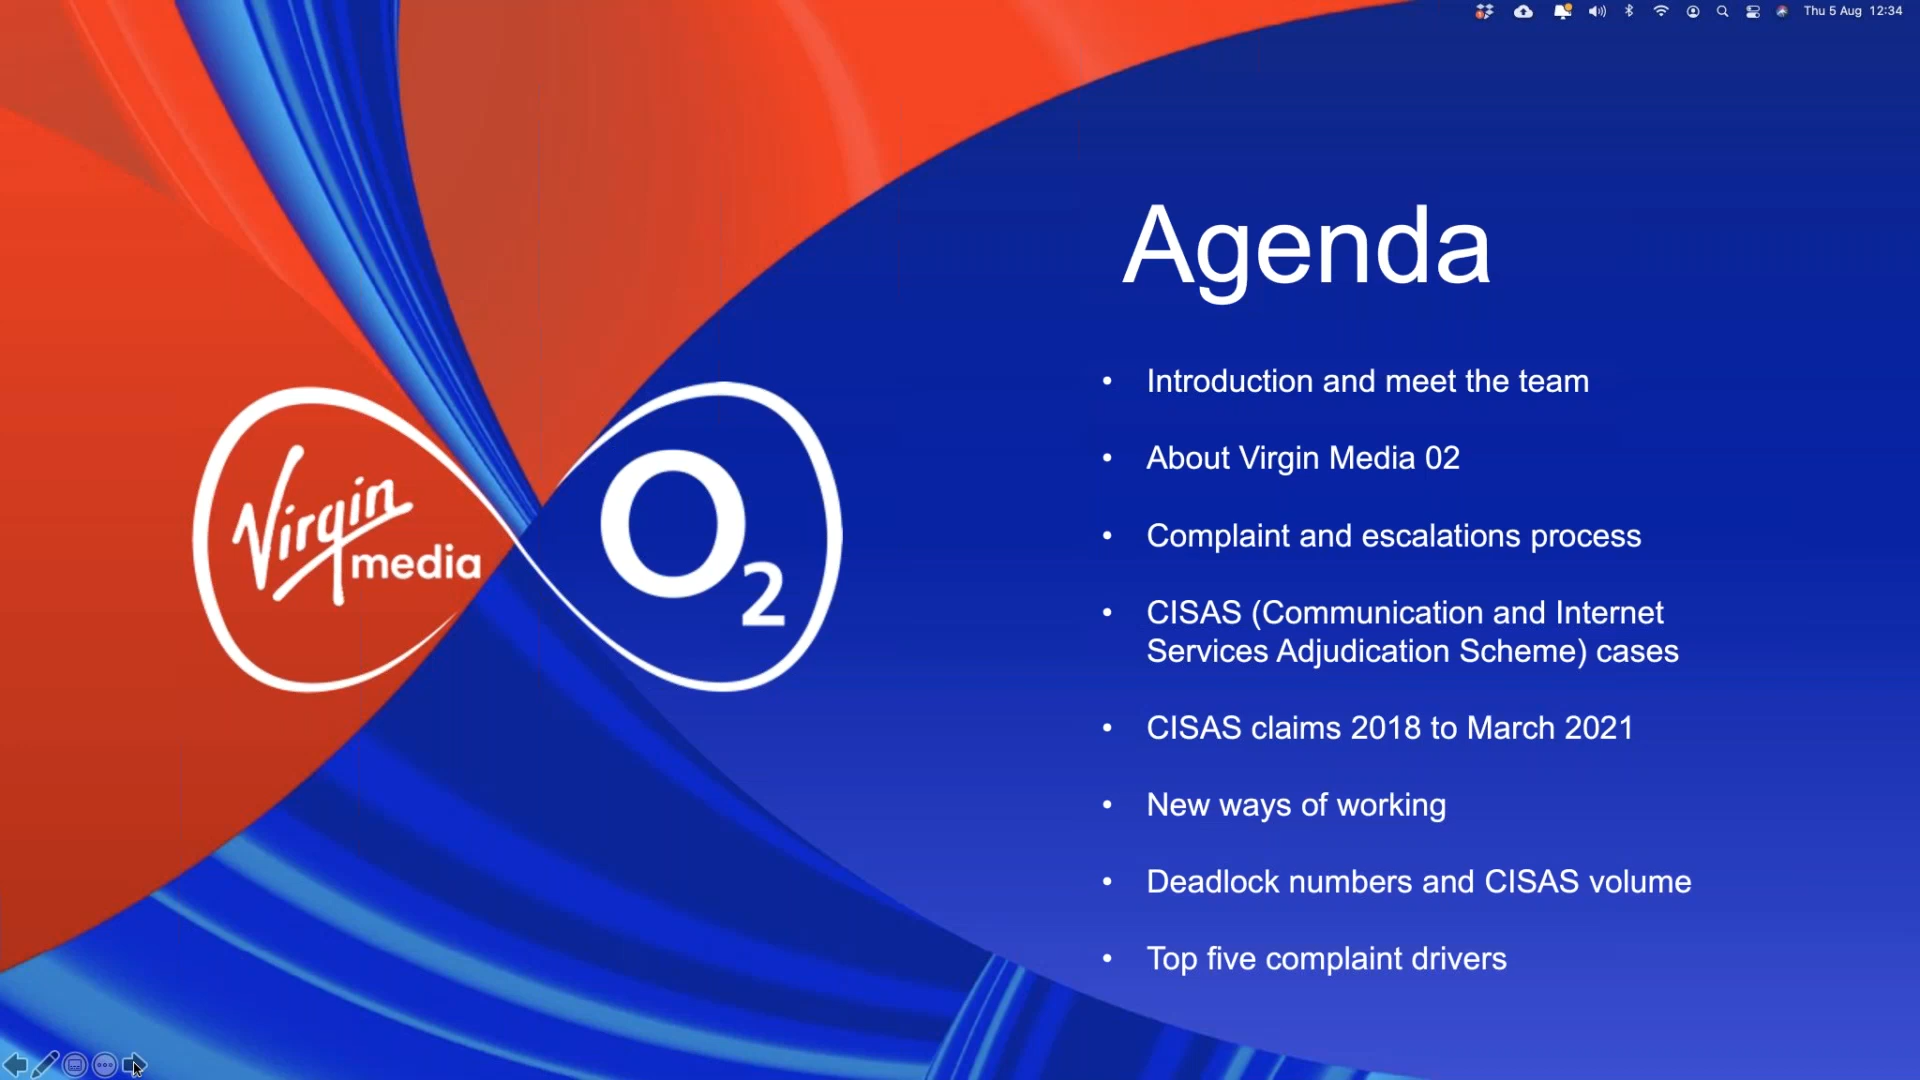 Thu 5 Aug 12:34
Agenda
• Introduction and meet the team
• About Virgin Media 02
• Complaint and escalations process
• CISAS (Communication and Internet
Services Adjudication Scheme) cases
• CISAS claims 2018 to March 2021
• New ways of working
• Deadlock numbers and CISAS volume
• Top five complaint drivers
Virgin
media
O2